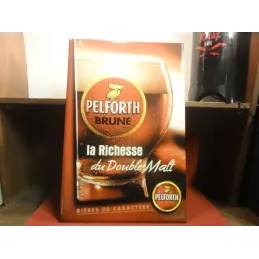 PELFORTH
BRUNE
la Richesse
du Double Malt
PELFORTH
BIÈRES DE CARACTÈRE